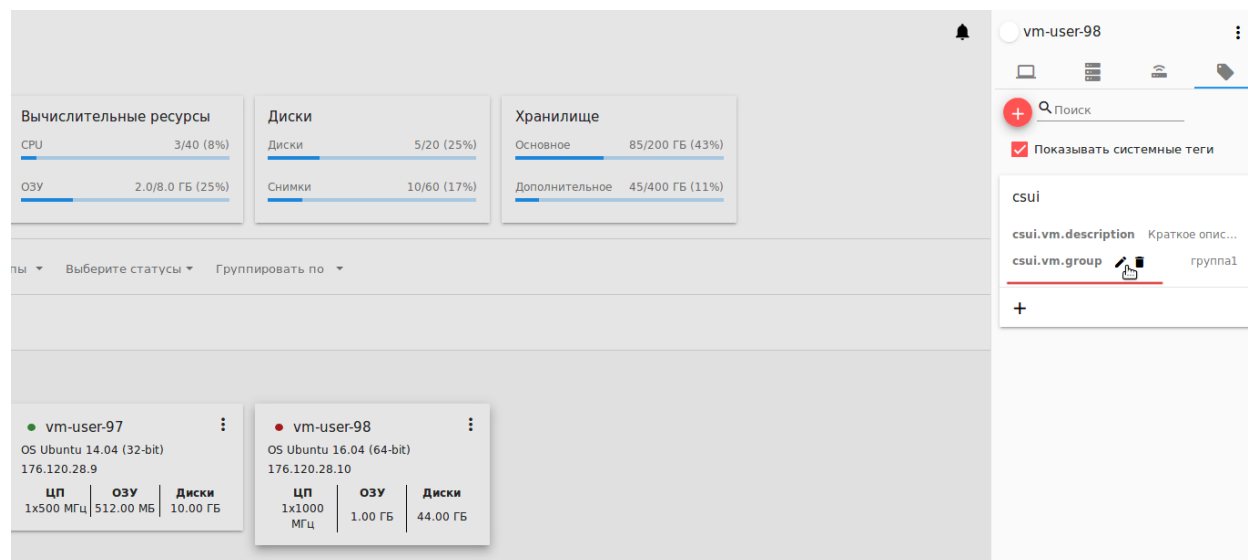 vm-user-98
Поиск
Показывать системные теги
csui
csui.vm.description Краткое опис...
csui.vm.group группа1
Вычислительные ресурсы
CPU 3/40 (8%)
ОЗУ 2.0/8.0 ГБ (25%)
Диски
Диски 5/20 (25%)
Снимки 10/60 (17%)
Хранилище
Основное 85/200 ГБ (43%)
Дополнительное 45/400 ГБ (11%)
пы Выберите статусы Группировать по
vm-user-97
OS Ubuntu 14.04 (32-bit)
176.120.28.9
ЦП ОЗУ Диски
1x500 МГц 512.00 МБ 10.00 ГБ
vm-user-98
OS Ubuntu 16.04 (64-bit)
176.120.28.10
ЦП ОЗУ Диски
1x1000 МГц 1.00 ГБ 44.00 ГБ